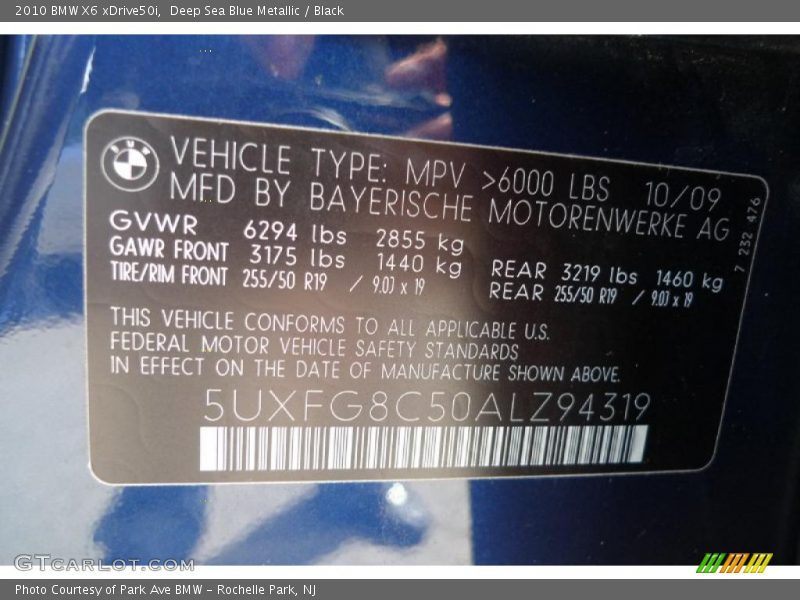 2010 BMW X6 xDrive50i, Deep Sea Blue Metallic / Black
BMW
VEHICLE TYPE: MPV >6000 LBS 10/09
MFD BY BAYERISCHE MOTORENWERKE AG
7 232 476
GVWR 6294 lbs 2855 kg
GAWR FRONT 3175 lbs 1440 kg REAR 3219 lbs 1460 kg
TIRE/RIM FRONT 255/50 R19 / 9.0J x 19 REAR 255/50 R19 / 9.0J x 19
THIS VEHICLE CONFORMS TO ALL APPLICABLE U.S.
FEDERAL MOTOR VEHICLE SAFETY STANDARDS
IN EFFECT ON THE DATE OF MANUFACTURE SHOWN ABOVE.
5UXFG8C50ALZ94319
GTCarLot.com
Photo Courtesy of Park Ave BMW - Rochelle Park, NJ